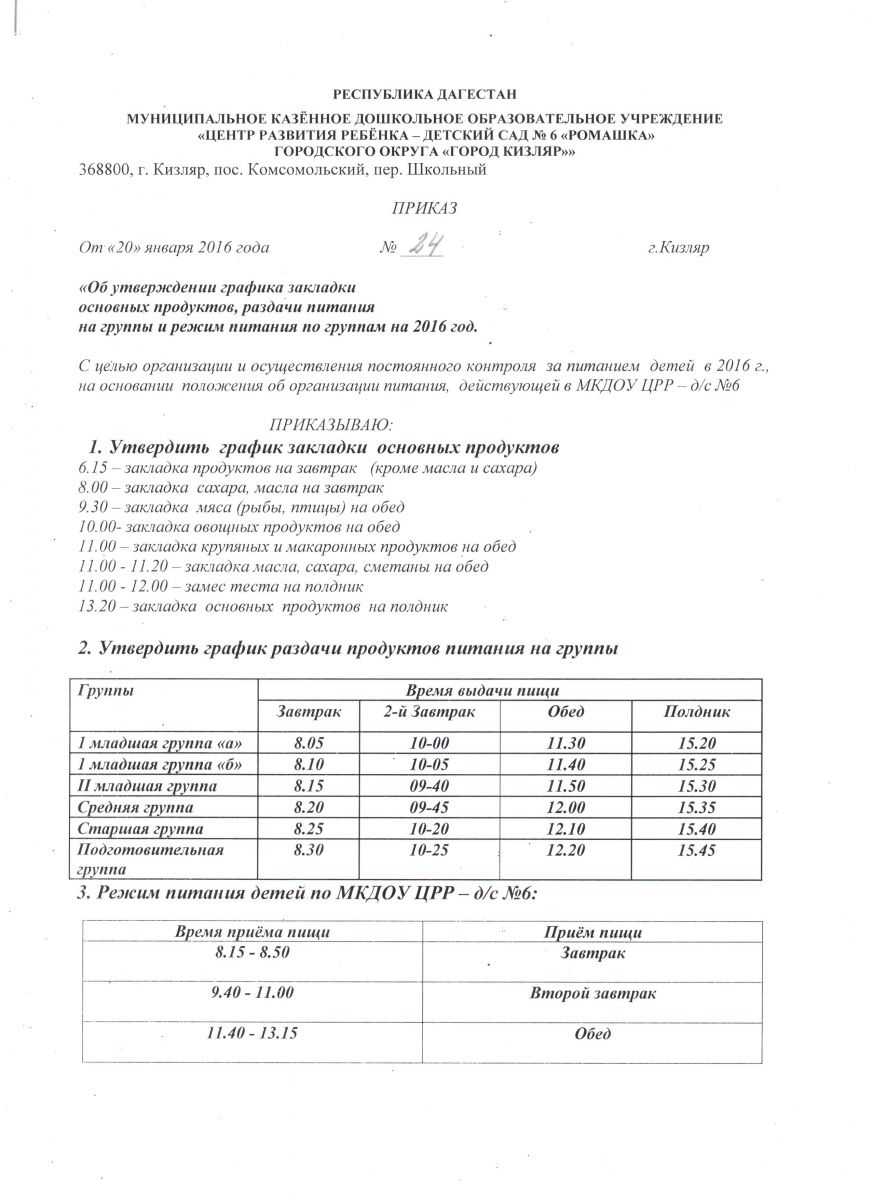 РЕСПУБЛИКА ДАГЕСТАН
МУНИЦИПАЛЬНОЕ КАЗЁННОЕ ДОШКОЛЬНОЕ ОБРАЗОВАТЕЛЬНОЕ УЧРЕЖДЕНИЕ
«ЦЕНТР РАЗВИТИЯ РЕБЁНКА – ДЕТСКИЙ САД № 6 «РОМАШКА»
ГОРОДСКОГО ОКРУГА «ГОРОД КИЗЛЯР»»
368800, г. Кизляр, пос. Комсомольский, пер. Школьный
ПРИКАЗ
От «20» января 2016 года № 24 г.Кизляр
«Об утверждении графика закладки
основных продуктов, раздачи питания
на группы и режим питания по группам на 2016 год.
С целью организации и осуществления постоянного контроля за питанием детей в 2016 г.,
на основании положения об организации питания, действующей в МКДОУ ЦРР – д/с №6
ПРИКАЗЫВАЮ:
1. Утвердить график закладки основных продуктов
6.15 – закладка продуктов на завтрак (кроме масла и сахара)
8.00 – закладка сахара, масла на завтрак
9.30 – закладка мяса (рыбы, птицы) на обед
10.00- закладка овощных продуктов на обед
11.00 – закладка крупяных и макаронных продуктов на обед
11.00 - 11.20 – закладка масла, сахара, сметаны на обед
11.00 - 12.00 – замес теста на полдник
13.20 – закладка основных продуктов на полдник
2. Утвердить график раздачи продуктов питания на группы
Группы Время выдачи пищи
Завтрак 2-й Завтрак Обед Полдник
1 младшая группа «а» 8.05 10-00 11.30 15.20
1 младшая группа «б» 8.10 10-05 11.40 15.25
II младшая группа 8.15 09-40 11.50 15.30
Средняя группа 8.20 09-45 12.00 15.35
Старшая группа 8.25 10-20 12.10 15.40
Подготовительная 8.30 10-25 12.20 15.45
группа
3. Режим питания детей по МКДОУ ЦРР – д/с №6:
Время приёма пищи Приём пищи
8.15 - 8.50 Завтрак
9.40 - 11.00 Второй завтрак
11.40 - 13.15 Обед